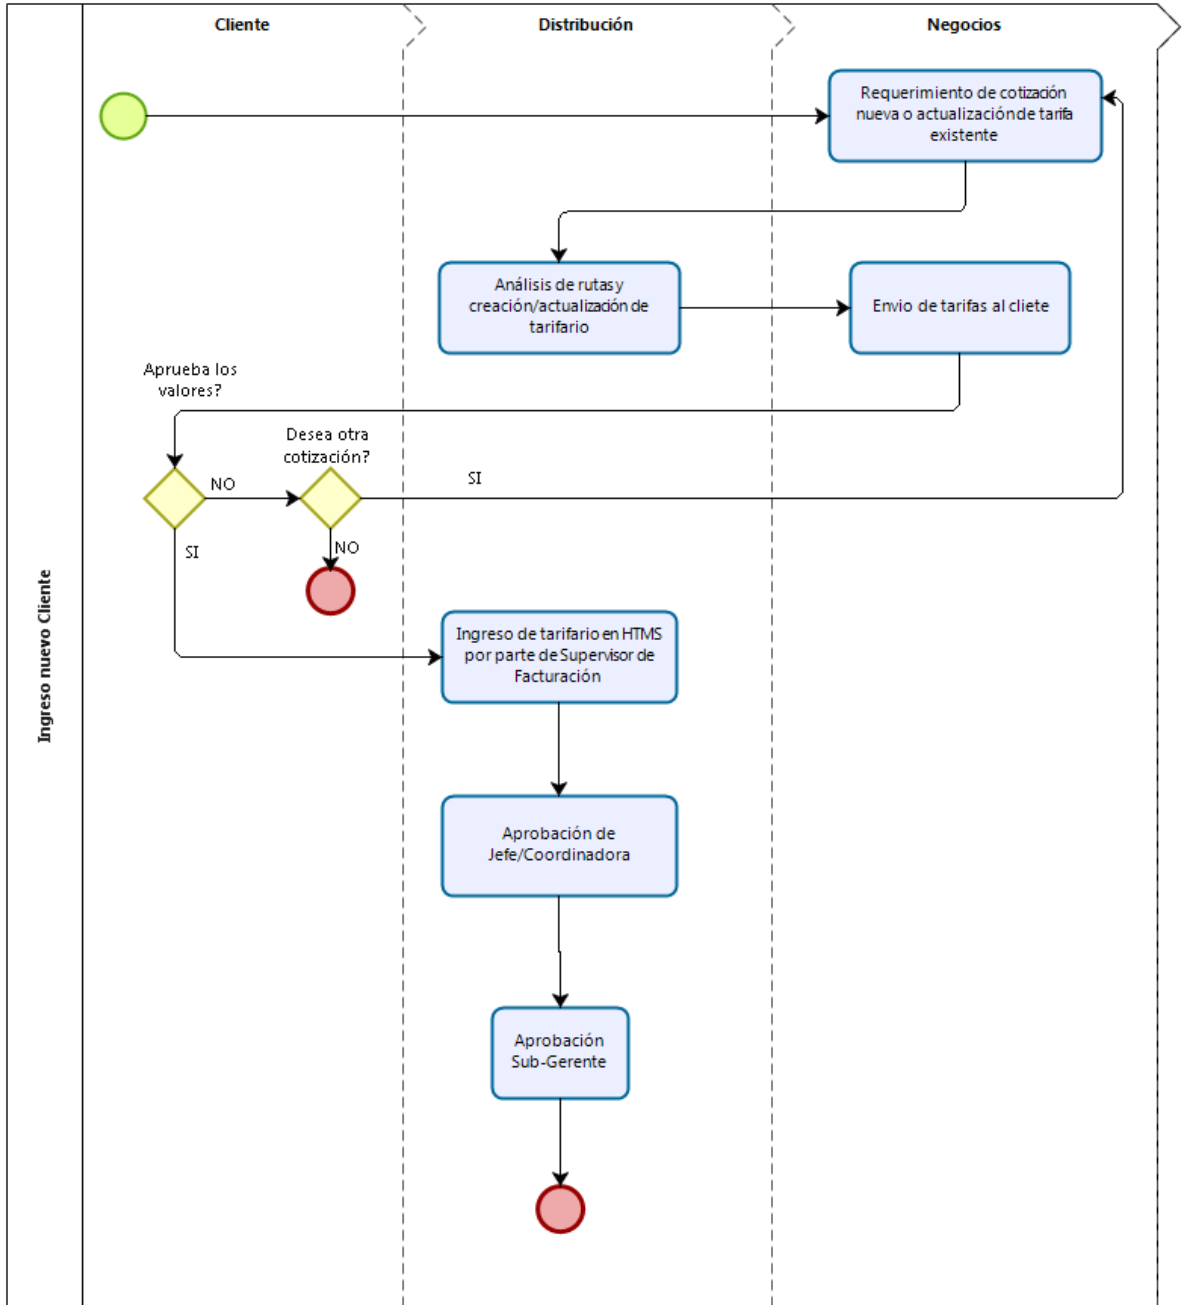 Cliente
Distribución
Negocios
Requerimiento de cotización
nueva o actualización de tarifa
existente
Análisis de rutas y
creación/actualización de
tarifario
Envio de tarifas al cliete
Aprueba los
valores?
Desea otra
cotización?
NO
SI
SI
NO
Ingreso nuevo Cliente
Ingreso de tarifario en HTMS
por parte de Supervisor de
Facturación
Aprobación de
Jefe/Coordinadora
Aprobación
Sub-Gerente